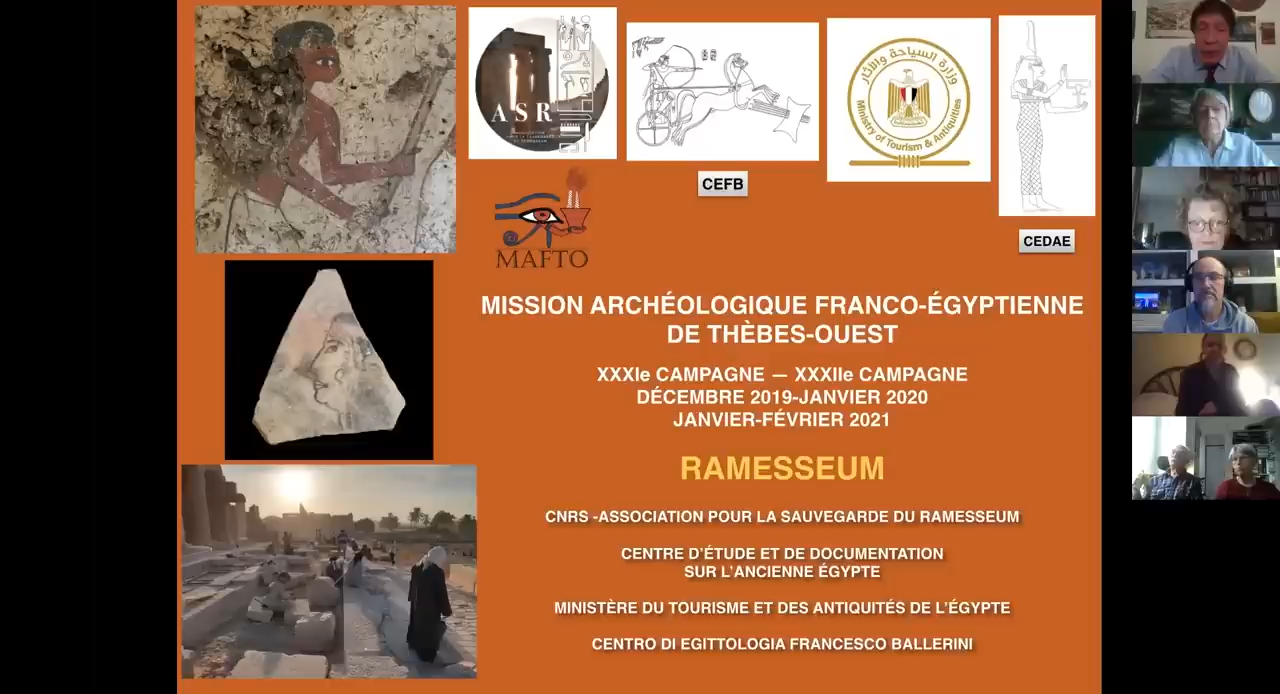 ASR
وزارة السياحة والآثار
Ministry of Tourism & Antiquities
CEFB
CEDAE
MAFTO
MISSION ARCHÉOLOGIQUE FRANCO-ÉGYPTIENNE
DE THÈBES-OUEST
XXXIe CAMPAGNE — XXXIIe CAMPAGNE
DÉCEMBRE 2019-JANVIER 2020
JANVIER-FÉVRIER 2021
RAMESSEUM
CNRS -ASSOCIATION POUR LA SAUVEGARDE DU RAMESSEUM
CENTRE D'ÉTUDE ET DE DOCUMENTATION
SUR L'ANCIENNE ÉGYPTE
MINISTÈRE DU TOURISME ET DES ANTIQUITÉS DE L'ÉGYPTE
CENTRO DI EGITTOLOGIA FRANCESCO BALLERINI